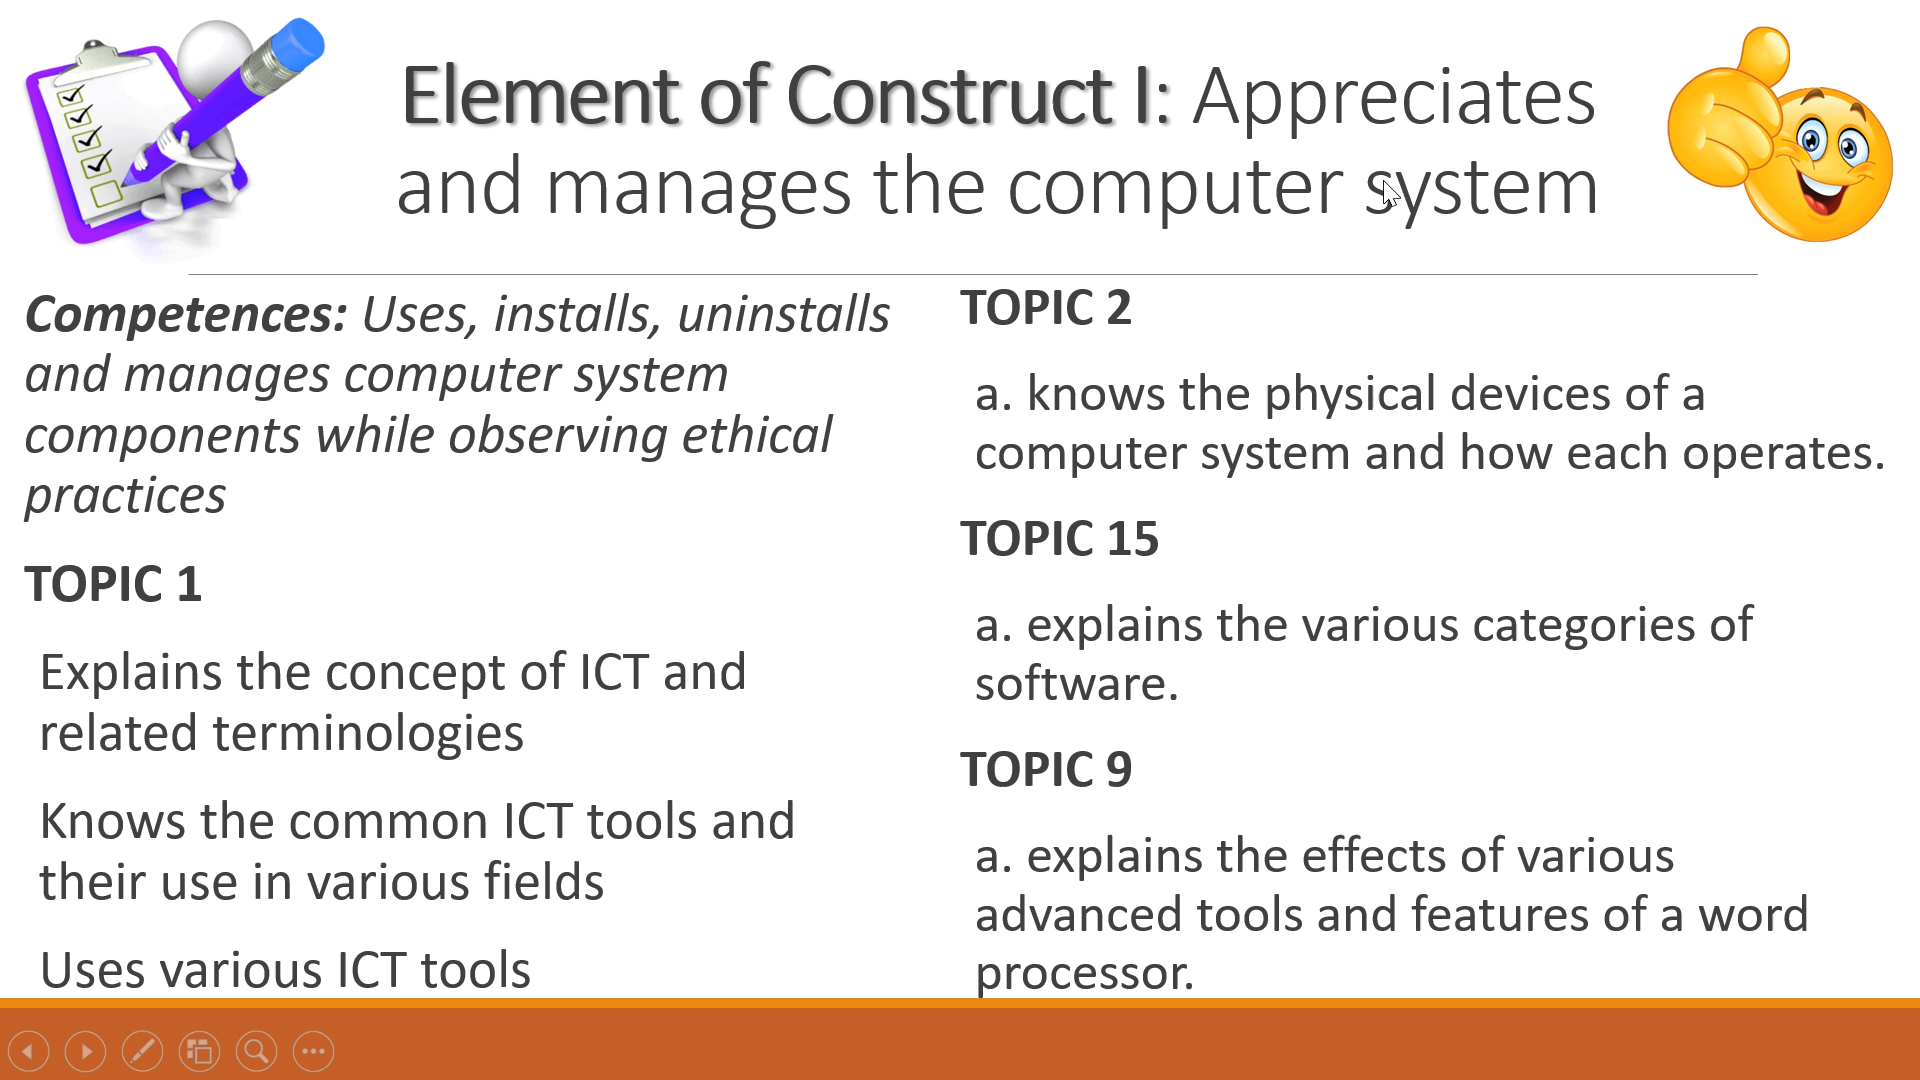 Element of Construct I: Appreciates
and manages the computer system
Competences: Uses, installs, uninstalls
and manages computer system
components while observing ethical
practices
TOPIC 1
Explains the concept of ICT and
related terminologies
Knows the common ICT tools and
their use in various fields
Uses various ICT tools
TOPIC 2
a. knows the physical devices of a
computer system and how each operates.
TOPIC 15
a. explains the various categories of
software.
TOPIC 9
a. explains the effects of various
advanced tools and features of a word
processor.